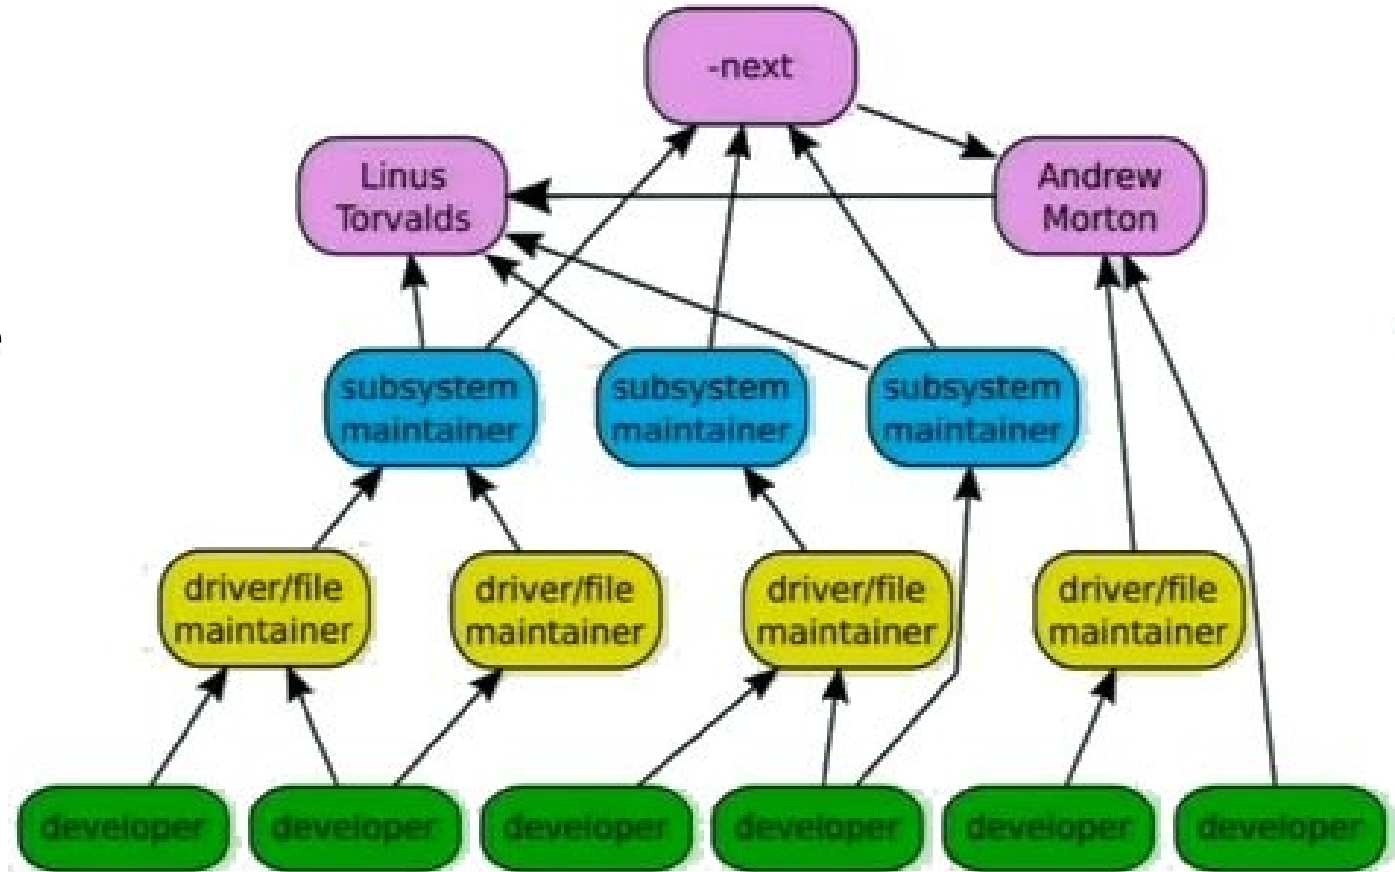 -next
Linus
Torvalds
Andrew
Morton
subsystem
maintainer
subsystem
maintainer
subsystem
maintainer
driver/file
maintainer
driver/file
maintainer
driver/file
maintainer
driver/file
maintainer
developer
developer
developer
developer
developer
developer